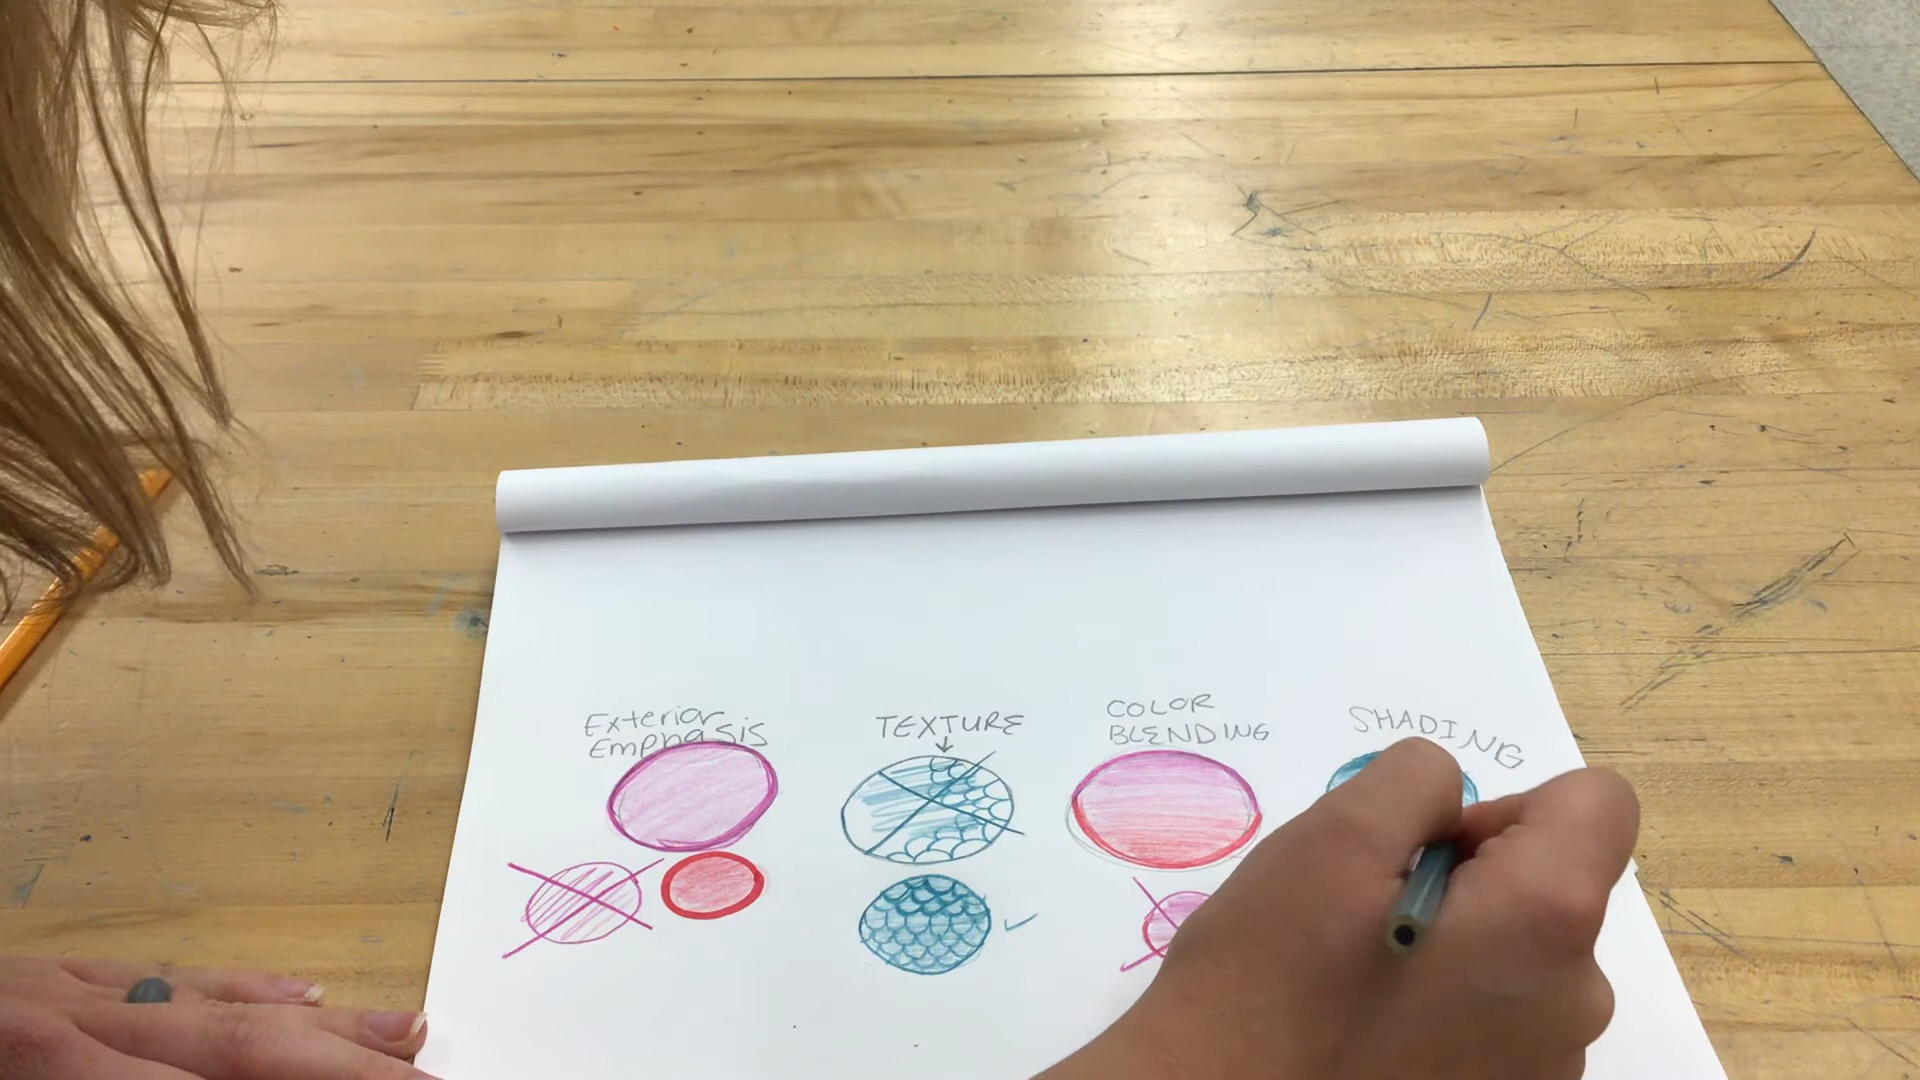 Exterior
Emphasis
TEXTURE
COLOR
BLENDING
SHADING